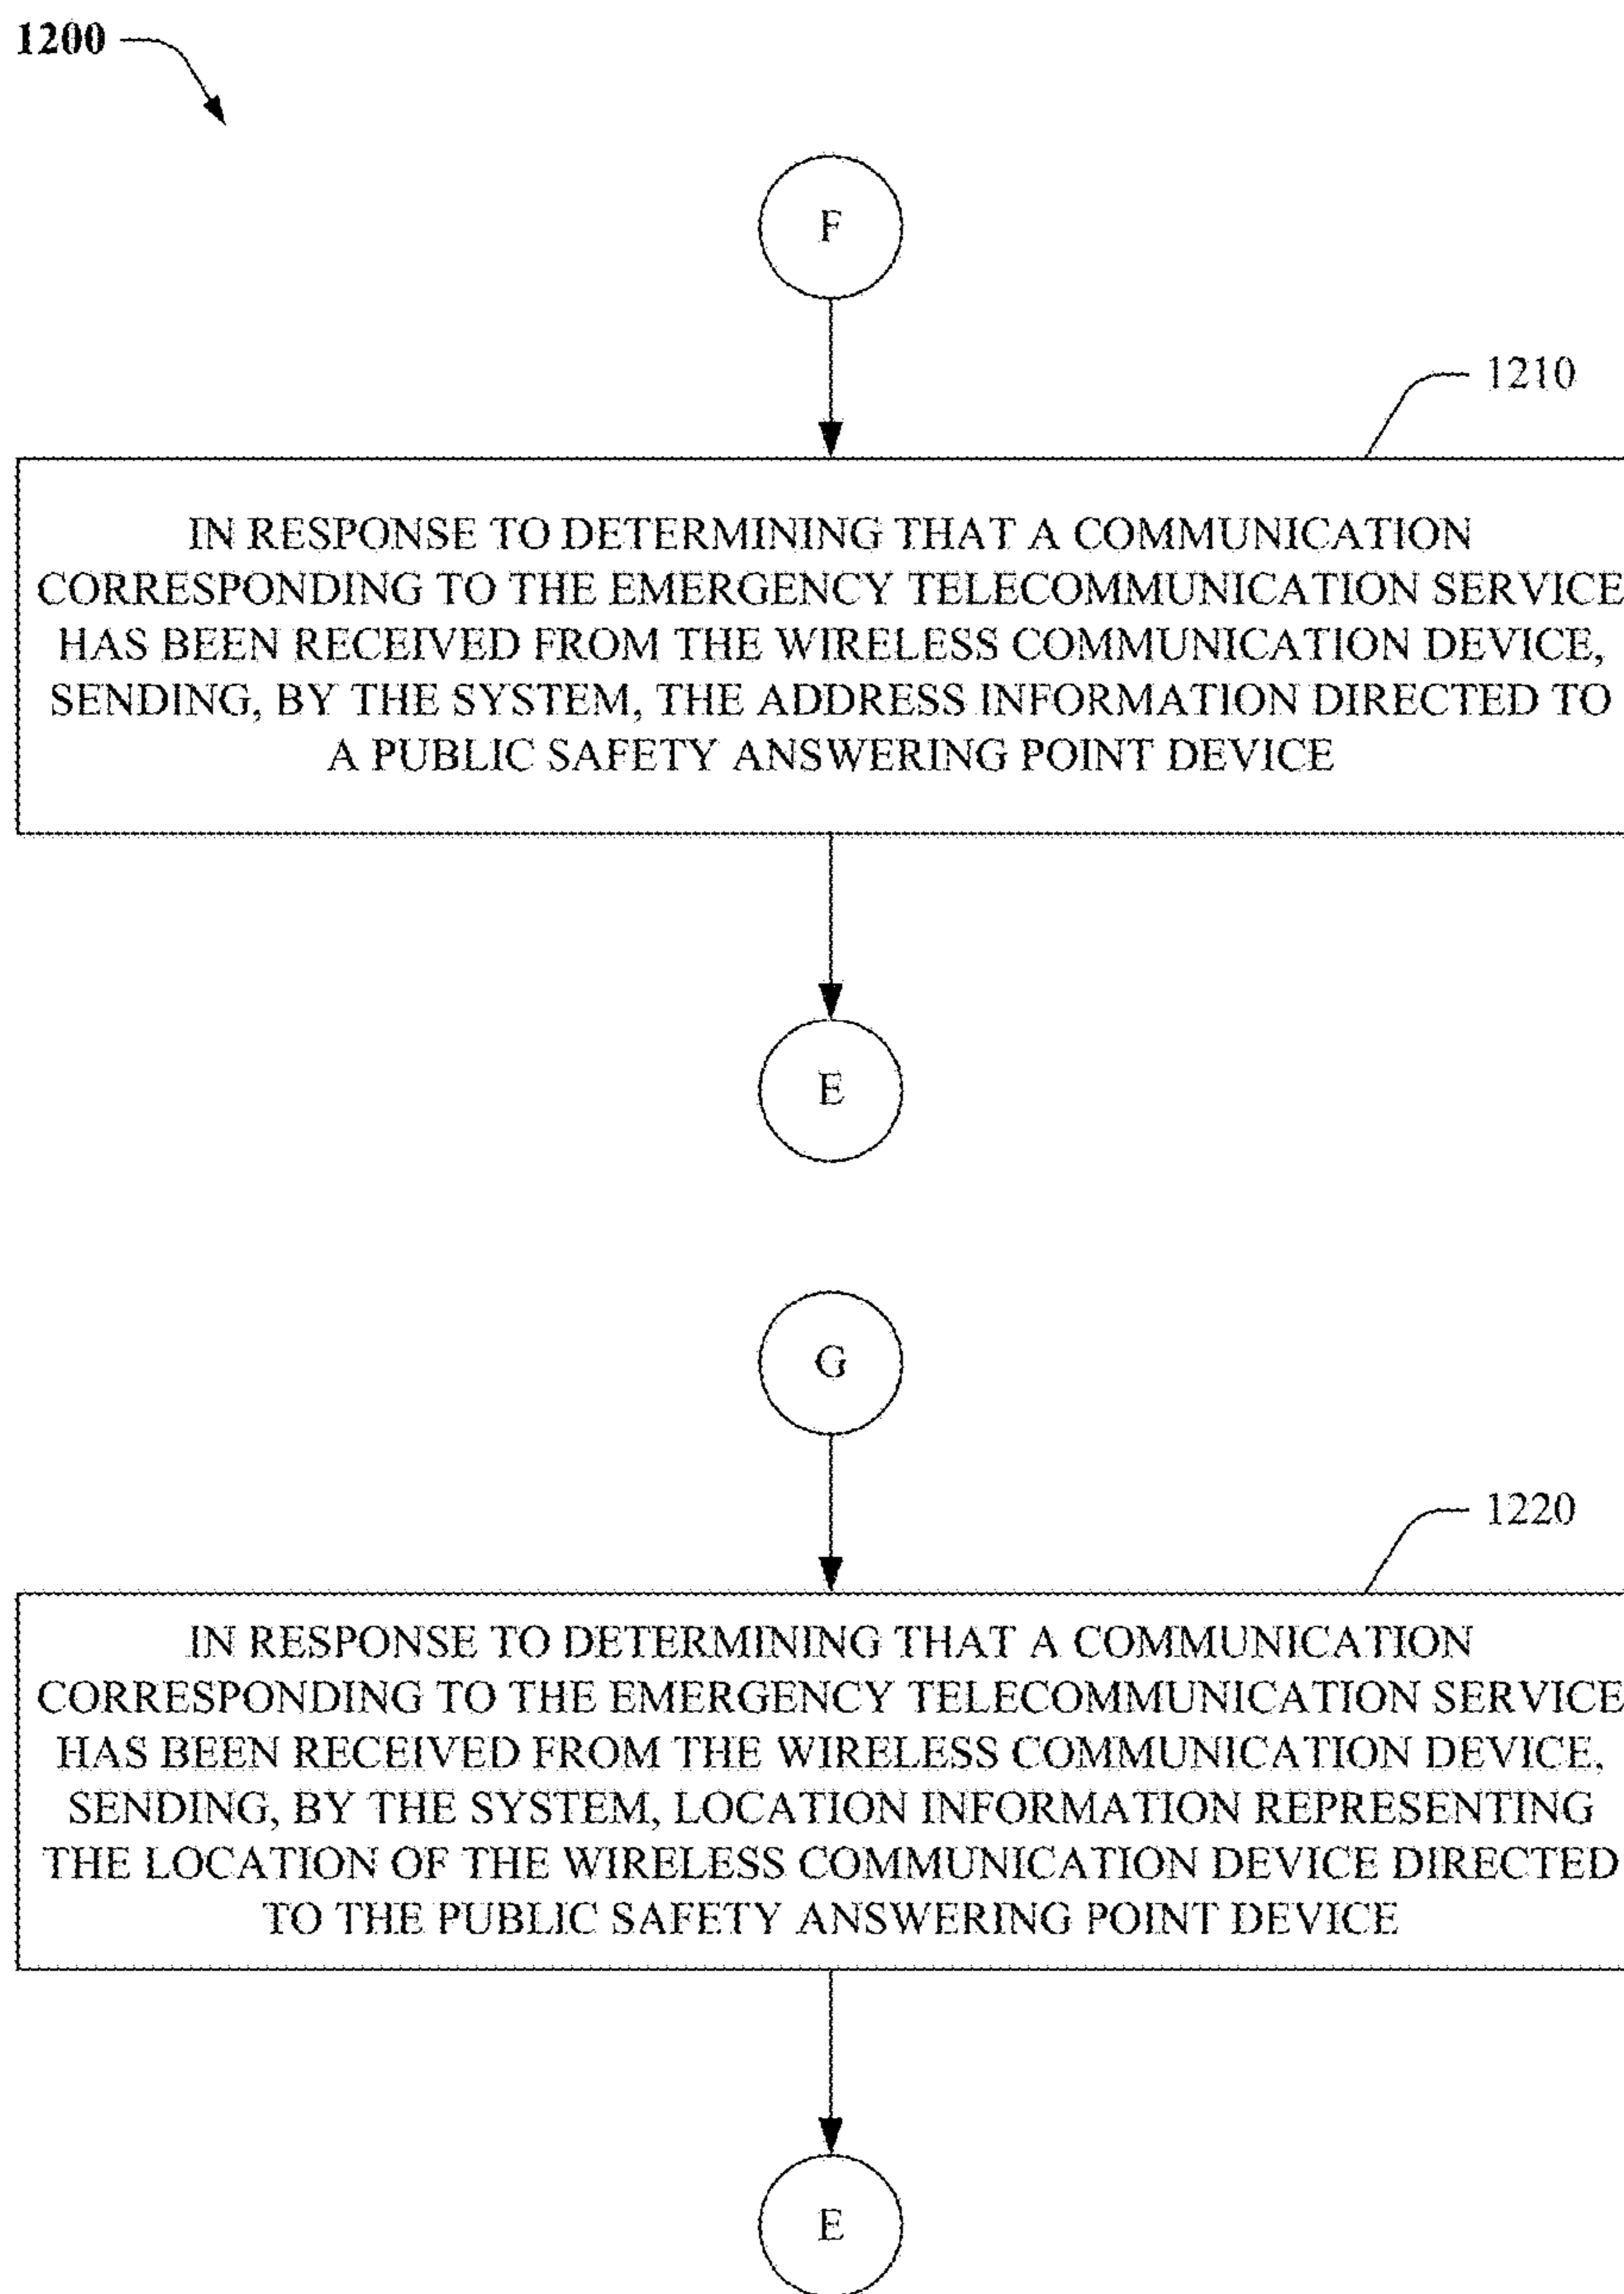 1200
F
1210
IN RESPONSE TO DETERMINING THAT A COMMUNICATION
CORRESPONDING TO THE EMERGENCY TELECOMMUNICATION SERVICE
HAS BEEN RECEIVED FROM THE WIRELESS COMMUNICATION DEVICE,
SENDING, BY THE SYSTEM, THE ADDRESS INFORMATION DIRECTED TO
A PUBLIC SAFETY ANSWERING POINT DEVICE
E
G
1220
IN RESPONSE TO DETERMINING THAT A COMMUNICATION
CORRESPONDING TO THE EMERGENCY TELECOMMUNICATION SERVICE
HAS BEEN RECEIVED FROM THE WIRELESS COMMUNICATION DEVICE,
SENDING, BY THE SYSTEM, LOCATION INFORMATION REPRESENTING
THE LOCATION OF THE WIRELESS COMMUNICATION DEVICE DIRECTED
TO THE PUBLIC SAFETY ANSWERING POINT DEVICE
E